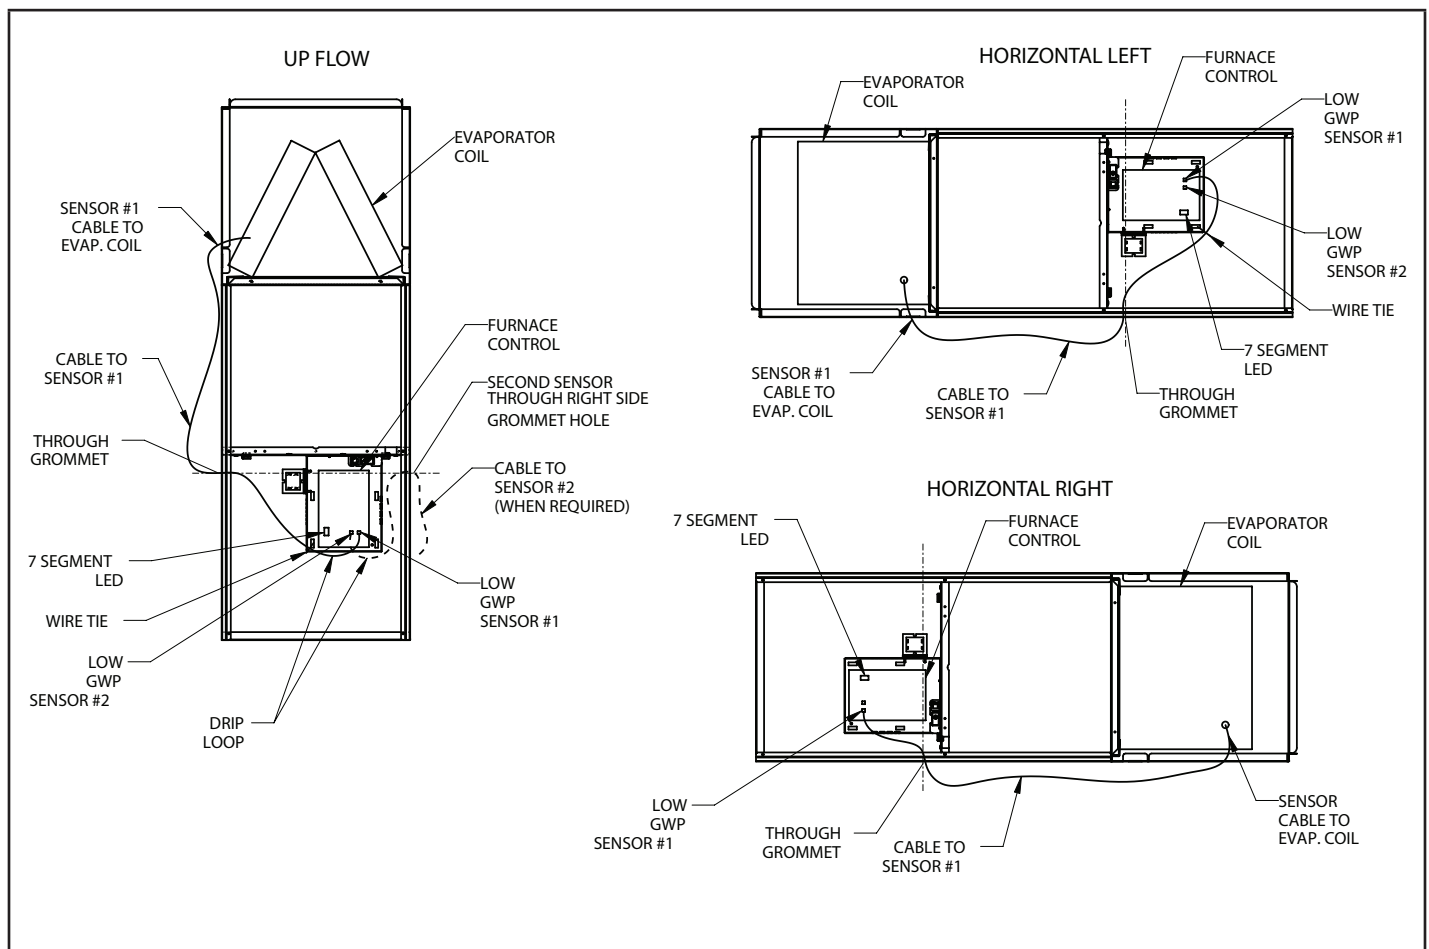 UP FLOW
EVAPORATOR
COIL
SENSOR #1
CABLE TO
EVAP. COIL
FURNACE
CONTROL
CABLE TO
SENSOR #1
SECOND SENSOR
THROUGH RIGHT SIDE
GROMMET HOLE
THROUGH
GROMMET
CABLE TO
SENSOR #2
(WHEN REQUIRED)
7 SEGMENT
LED
LOW
GWP
SENSOR #1
WIRE TIE
LOW
GWP
SENSOR #2
DRIP
LOOP
HORIZONTAL LEFT
FURNACE
CONTROL
EVAPORATOR
COIL
LOW
GWP
SENSOR #1
LOW
GWP
SENSOR #2
WIRE TIE
7 SEGMENT
LED
SENSOR #1
CABLE TO
EVAP. COIL
CABLE TO
SENSOR #1
THROUGH
GROMMET
HORIZONTAL RIGHT
7 SEGMENT
LED
FURNACE
CONTROL
EVAPORATOR
COIL
LOW
GWP
SENSOR #1
THROUGH
GROMMET
CABLE TO
SENSOR #1
SENSOR
CABLE TO
EVAP. COIL